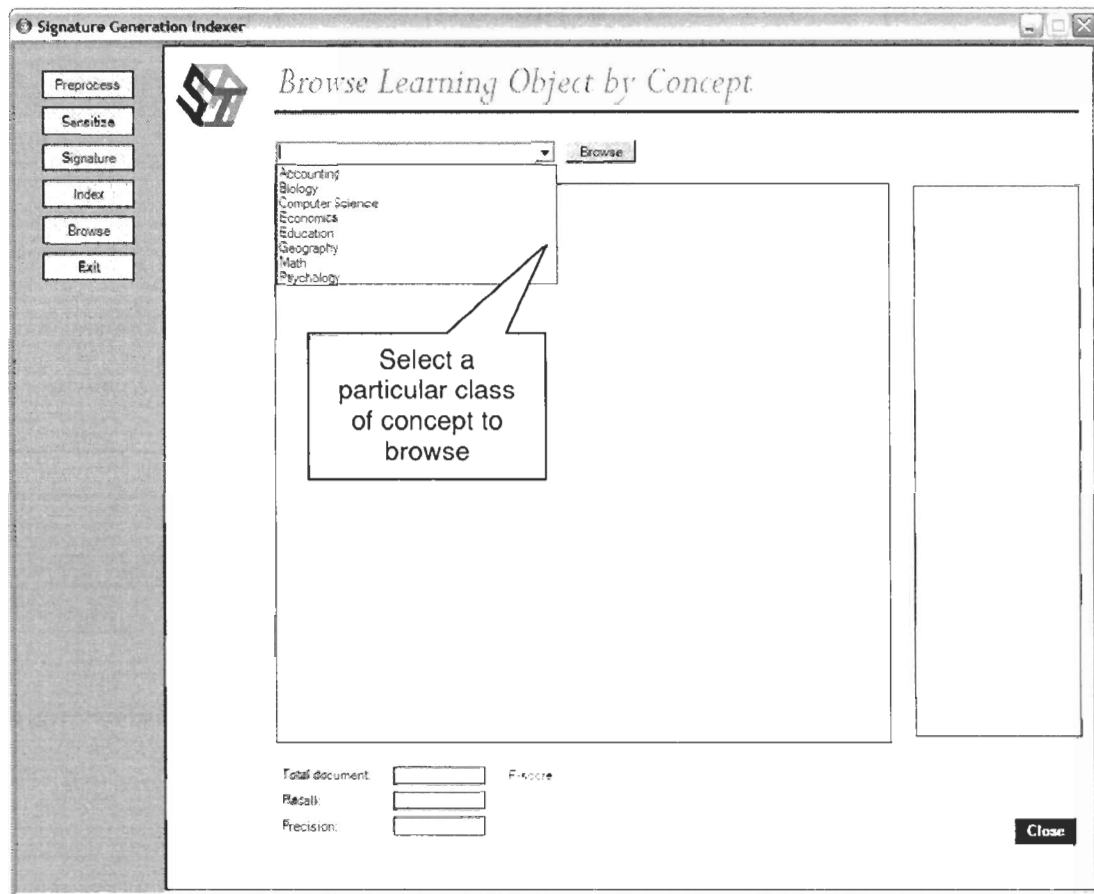 Signature Generation Indexer
Preprocess
Sensitize
Signature
Index
Browse
Exit
Browse Learning Object by Concept
Browse
Accounting
Biology
Computer Science
Economics
Education
Geography
Math
Psychology
Select a
particular class
of concept to
browse
Total document:
F-score
Recall:
Precision:
Close